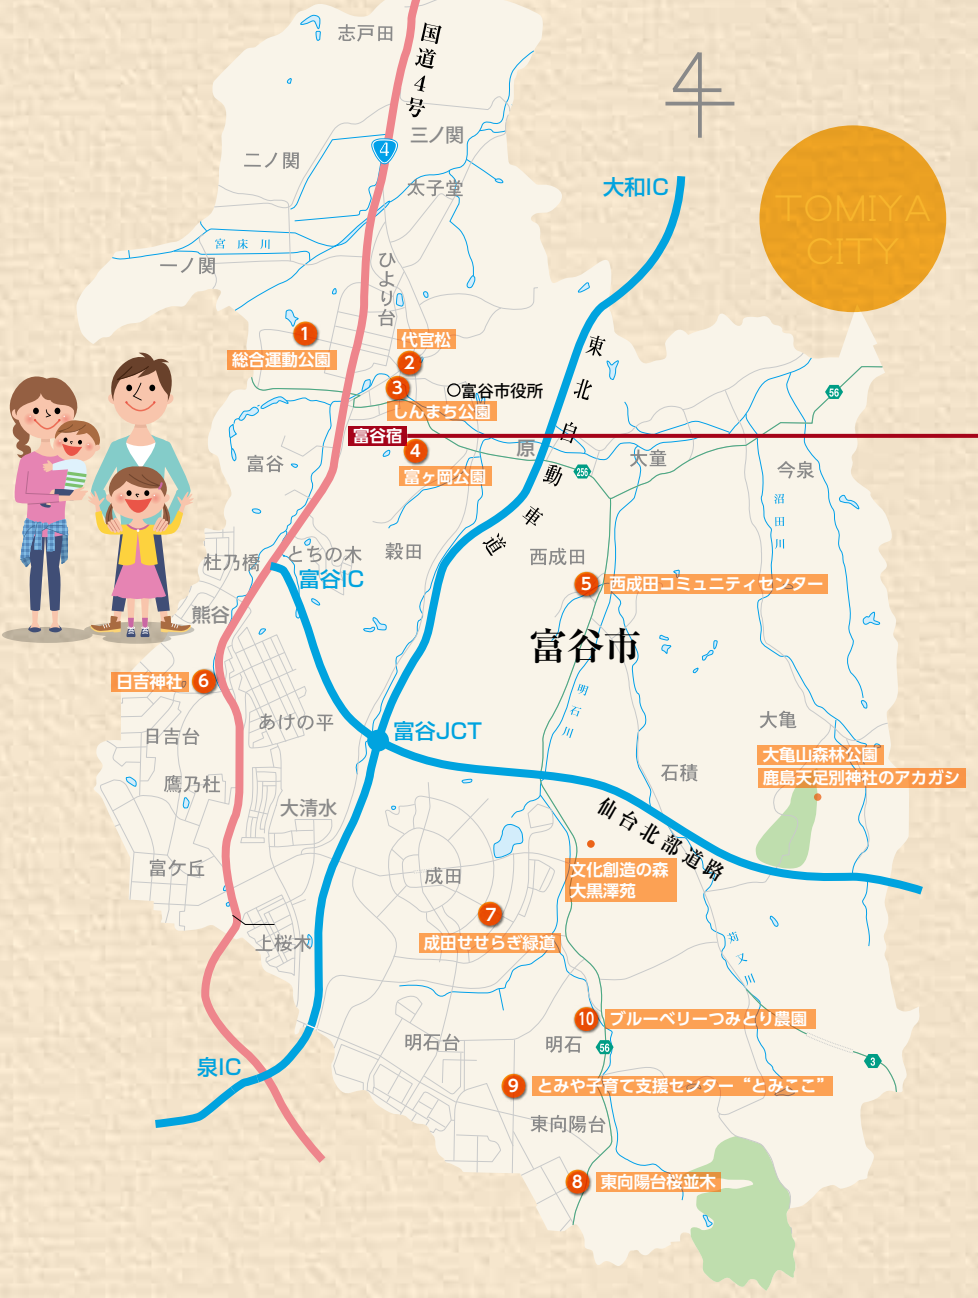 志戸田
国道4号
三ノ関
4
二ノ関
太子堂
大和IC
TOMIYA
CITY
宮床川
一ノ関
ひより台
1
総合運動公園
代官松
2
3
しんまち公園
○富谷市役所
東北自動車道
56
富谷宿
4
富ヶ岡公園
富谷
原
256
大童
今泉
沼田川
杜乃橋
とちの木
穀田
富谷IC
西成田
5
西成田コミュニティセンター
熊谷
富谷市
日吉神社
6
明石川
あけの平
日吉台
富谷JCT
大亀
大亀山森林公園
鹿島天足別神社のアカガシ
石積
鷹乃杜
大清水
仙台北部道路
文化創造の森
大黒澤苑
富ケ丘
成田
7
成田せせらぎ緑道
上桜木
苅又川
10
ブルーベリーつみとり農園
明石台
明石
56
3
泉IC
9
とみや子育て支援センター“とみここ”
東向陽台
8
東向陽台桜並木